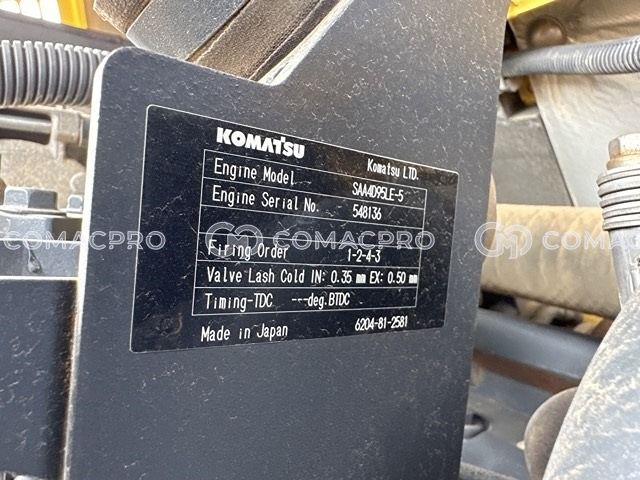 KOMATSU
Komatsu LTD.
Engine Model SAA4D95LE-5
Engine Serial No. 548136
COMACPRO COMACPRO COMACPRO
Firing Order 1-2-4-3
Valve Lash Cold IN: 0.35 mm EX: 0.50 mm
Timing-TDC ---deg.BTDC
Made in Japan 6204-81-2581